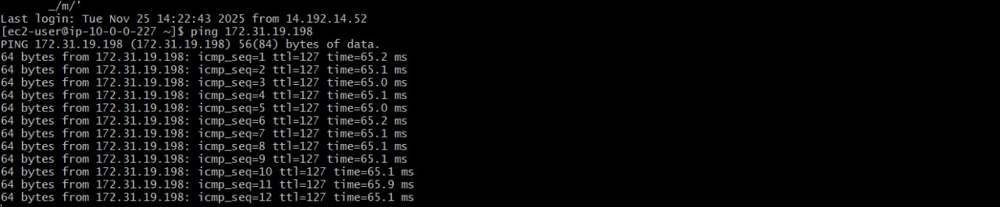 _/m/'
Last login: Tue Nov 25 14:22:43 2025 from 14.192.14.52
[ec2-user@ip-10-0-0-227 ~]$ ping 172.31.19.198
PING 172.31.19.198 (172.31.19.198) 56(84) bytes of data.
64 bytes from 172.31.19.198: icmp_seq=1 ttl=127 time=65.2 ms
64 bytes from 172.31.19.198: icmp_seq=2 ttl=127 time=65.1 ms
64 bytes from 172.31.19.198: icmp_seq=3 ttl=127 time=65.0 ms
64 bytes from 172.31.19.198: icmp_seq=4 ttl=127 time=65.1 ms
64 bytes from 172.31.19.198: icmp_seq=5 ttl=127 time=65.0 ms
64 bytes from 172.31.19.198: icmp_seq=6 ttl=127 time=65.2 ms
64 bytes from 172.31.19.198: icmp_seq=7 ttl=127 time=65.1 ms
64 bytes from 172.31.19.198: icmp_seq=8 ttl=127 time=65.1 ms
64 bytes from 172.31.19.198: icmp_seq=9 ttl=127 time=65.1 ms
64 bytes from 172.31.19.198: icmp_seq=10 ttl=127 time=65.1 ms
64 bytes from 172.31.19.198: icmp_seq=11 ttl=127 time=65.9 ms
64 bytes from 172.31.19.198: icmp_seq=12 ttl=127 time=65.1 ms